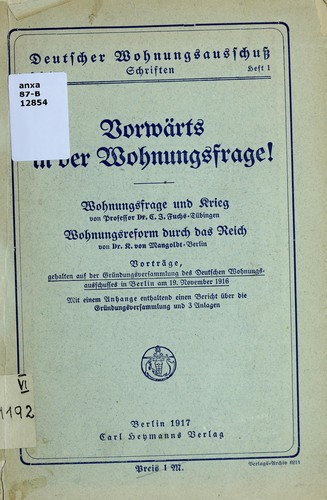 Deutscher Wohnungsausschuß
Schriften
Heft 1
anxa
87-B
12854
Vorwärts
in der Wohnungsfrage!
Wohnungsfrage und Krieg
von Professor Dr. C. J. Fuchs-Tübingen
Wohnungsreform durch das Reich
von Dr. K. von Mangoldt-Berlin
Vorträge,
gehalten auf der Gründungsversammlung des Deutschen Wohnungs-
ausschusses in Berlin am 19. November 1916
Mit einem Anhange enthaltend einen Bericht über die
Gründungsversammlung und 3 Anlagen
VI
1192
Berlin 1917
Carl Heymanns Verlag
Preis 1 M.
Verlags-Archiv 6211